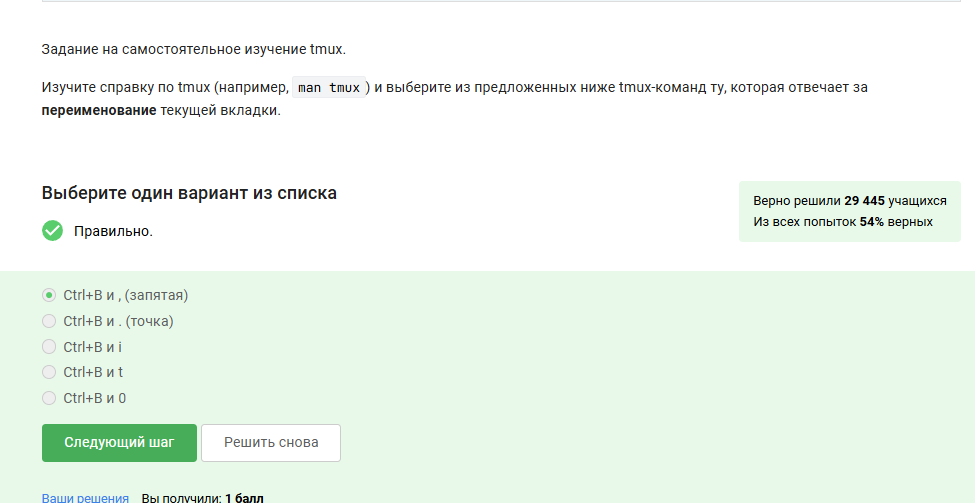 Задание на самостоятельное изучение tmux.
Изучите справку по tmux (например, man tmux ) и выберите из предложенных ниже tmux-команд ту, которая отвечает за
переименование текущей вкладки.
Выберите один вариант из списка
Правильно.
Верно решили 29 445 учащихся
Из всех попыток 54% верных
Ctrl+B и , (запятая)
Ctrl+B и . (точка)
Ctrl+B и i
Ctrl+B и t
Ctrl+B и 0
Следующий шаг
Решить снова
Ваши решения Вы получили: 1 балл